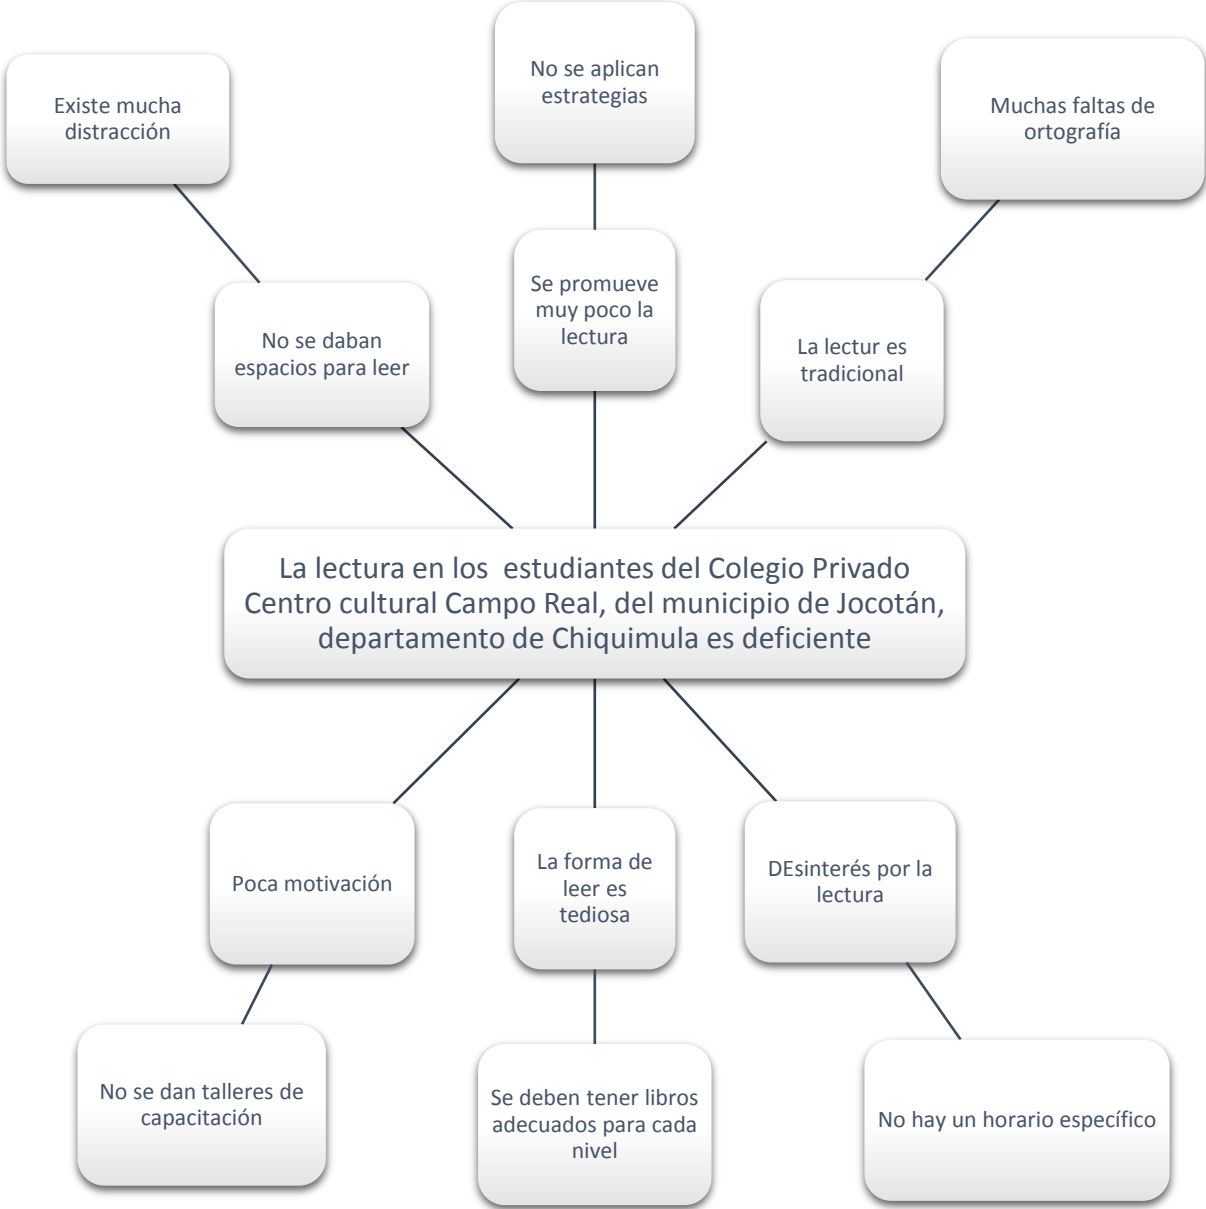 No se aplican
estrategias
Existe mucha
distracción
Muchas faltas de
ortografía
Se promueve
muy poco la
lectura
No se daban
espacios para leer
La lectur es
tradicional
La lectura en los  estudiantes del Colegio Privado
Centro cultural Campo Real, del municipio de Jocotán,
departamento de Chiquimula es deficiente
Poca motivación
La forma de
leer es
tediosa
DEsinterés por la
lectura
No se dan talleres de
capacitación
Se deben tener libros
adecuados para cada
nivel
No hay un horario específico